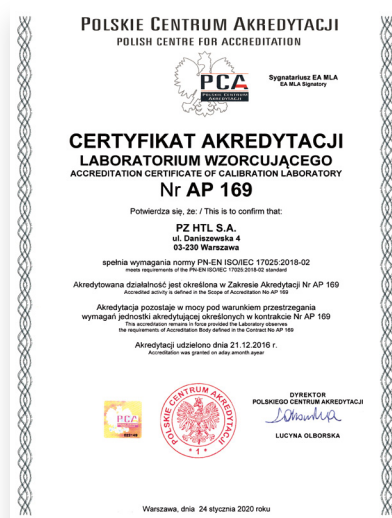 POLSKIE CENTRUM AKREDYTACJI
POLISH CENTRE FOR ACCREDITATION
PCA
POLSKIE CENTRUM
AKREDYTACJI
Sygnatariusz EA MLA
EA MLA Signatory
CERTYFIKAT AKREDYTACJI
LABORATORIUM WZORCUJĄCEGO
ACCREDITATION CERTIFICATE OF CALIBRATION LABORATORY
Nr AP 169
Potwierdza się, że: / This is to confirm that:
PZ HTL S.A.
ul. Daniszewska 4
03-230 Warszawa
spełnia wymagania normy PN-EN ISO/IEC 17025:2018-02
meets requirements of the PN-EN ISO/IEC 17025:2018-02 standard
Akredytowana działalność jest określona w Zakresie Akredytacji Nr AP 169
Accredited activity is defined in the Scope of Accreditation No AP 169
Akredytacja pozostaje w mocy pod warunkiem przestrzegania
wymagań jednostki akredytującej określonych w kontrakcie Nr AP 169
This accreditation remains in force provided the Laboratory observes
the requirements of Accreditation Body defined in the Contract No AP 169
Akredytacji udzielono dnia 21.12.2016 r.
Accreditation was granted on
PCA
POLSKIE CENTRUM AKREDYTACJI
* 1 *
DYREKTOR
POLSKIEGO CENTRUM AKREDYTACJI
LUCYNA OLBORSKA
Warszawa, dnia 24 stycznia 2020 roku